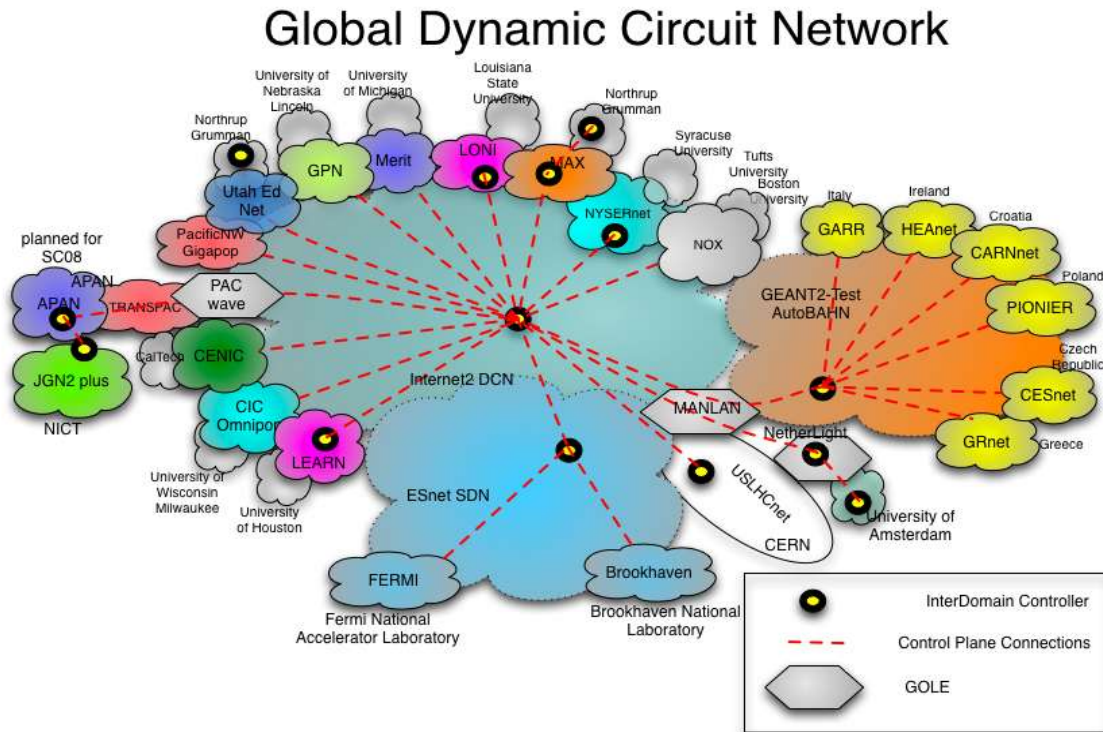 Global Dynamic Circuit Network
University of
Nebraska
Lincoln
University
of Michigan
Louisiana
State
University
Northrup
Grumman
Northrup
Grumman
Syracuse
University
Tufts
University
Boston
University
GPN
Merit
LONI
MAX
Utah Ed
Net
NYSERnet
NOX
Italy
Ireland
Croatia
GARR
HEAnet
CARNnet
Poland
PIONIER
PacificNW
Gigapop
planned for
SC08
APAN
APAN
TRANSPAC
PAC
wave
GEANT2-Test
AutoBAHN
CalTech
CENIC
JGN2 plus
NICT
Czech
Republic
CESnet
Internet2 DCN
CIC
Omnipop
MANLAN
GRnet
Greece
LEARN
NetherLight
University of
Wisconsin
Milwaukee
University
of Houston
ESnet SDN
USLHCnet
CERN
University of
Amsterdam
FERMI
Brookhaven
Fermi National
Accelerator Laboratory
Brookhaven National
Laboratory
InterDomain Controller
Control Plane Connections
GOLE